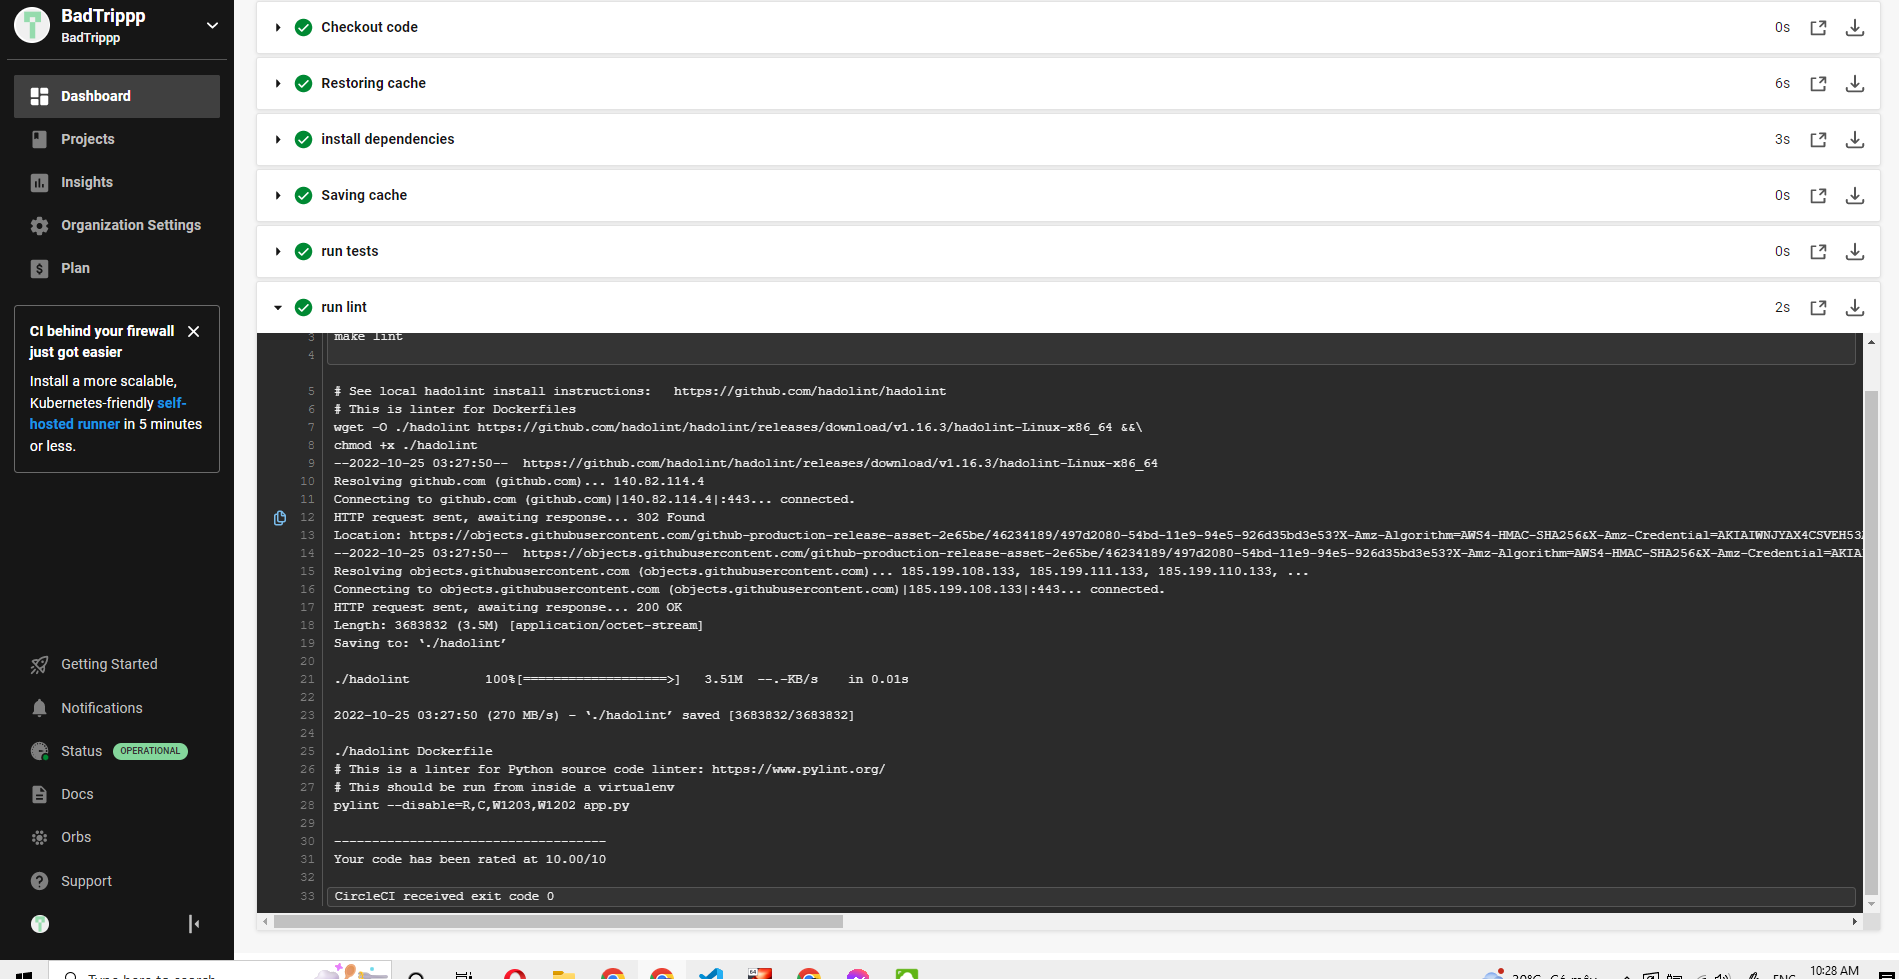 BadTrippp
BadTrippp
Dashboard
Projects
Insights
Organization Settings
Plan
CI behind your firewall
just got easier
Install a more scalable,
Kubernetes-friendly self-
hosted runner in 5 minutes
or less.
Getting Started
Notifications
Status OPERATIONAL
Docs
Orbs
Support
Checkout code 0s
Restoring cache 6s
install dependencies 3s
Saving cache 0s
run tests 0s
run lint 2s
3 make lint
4
5 # See local hadolint install instructions:   https://github.com/hadolint/hadolint
6 # This is linter for Dockerfiles
7 wget -O ./hadolint https://github.com/hadolint/hadolint/releases/download/v1.16.3/hadolint-Linux-x86_64 &&\
8 chmod +x ./hadolint
9 --2022-10-25 03:27:50--  https://github.com/hadolint/hadolint/releases/download/v1.16.3/hadolint-Linux-x86_64
10 Resolving github.com (github.com)... 140.82.114.4
11 Connecting to github.com (github.com)|140.82.114.4|:443... connected.
12 HTTP request sent, awaiting response... 302 Found
13 Location: https://objects.githubusercontent.com/github-production-release-asset-2e65be/46234189/497d2080-54bd-11e9-94e5-926d35bd3e53?X-Amz-Algorithm=AWS4-HMAC-SHA256&X-Amz-Credential=AKIAIWNJYAX4CSVEH53
14 --2022-10-25 03:27:50--  https://objects.githubusercontent.com/github-production-release-asset-2e65be/46234189/497d2080-54bd-11e9-94e5-926d35bd3e53?X-Amz-Algorithm=AWS4-HMAC-SHA256&X-Amz-Credential=AKIA
15 Resolving objects.githubusercontent.com (objects.githubusercontent.com)... 185.199.108.133, 185.199.111.133, 185.199.110.133, ...
16 Connecting to objects.githubusercontent.com (objects.githubusercontent.com)|185.199.108.133|:443... connected.
17 HTTP request sent, awaiting response... 200 OK
18 Length: 3683832 (3.5M) [application/octet-stream]
19 Saving to: ‘./hadolint’
20
21 ./hadolint          100%[===================>]   3.51M  --.-KB/s    in 0.01s
22
23 2022-10-25 03:27:50 (270 MB/s) - ‘./hadolint’ saved [3683832/3683832]
24
25 ./hadolint Dockerfile
26 # This is a linter for Python source code linter: https://www.pylint.org/
27 # This should be run from inside a virtualenv
28 pylint --disable=R,C,W1203,W1202 app.py
29
30 ------------------------------------
31 Your code has been rated at 10.00/10
32
33 CircleCI received exit code 0
Type here to search
10:28 AM